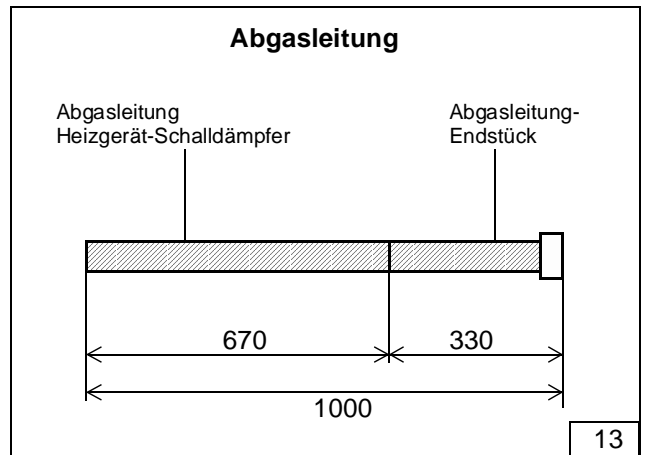 Abgasleitung
Abgasleitung
Heizgerät-Schalldämpfer
Abgasleitung-
Endstück
670
330
1000
13